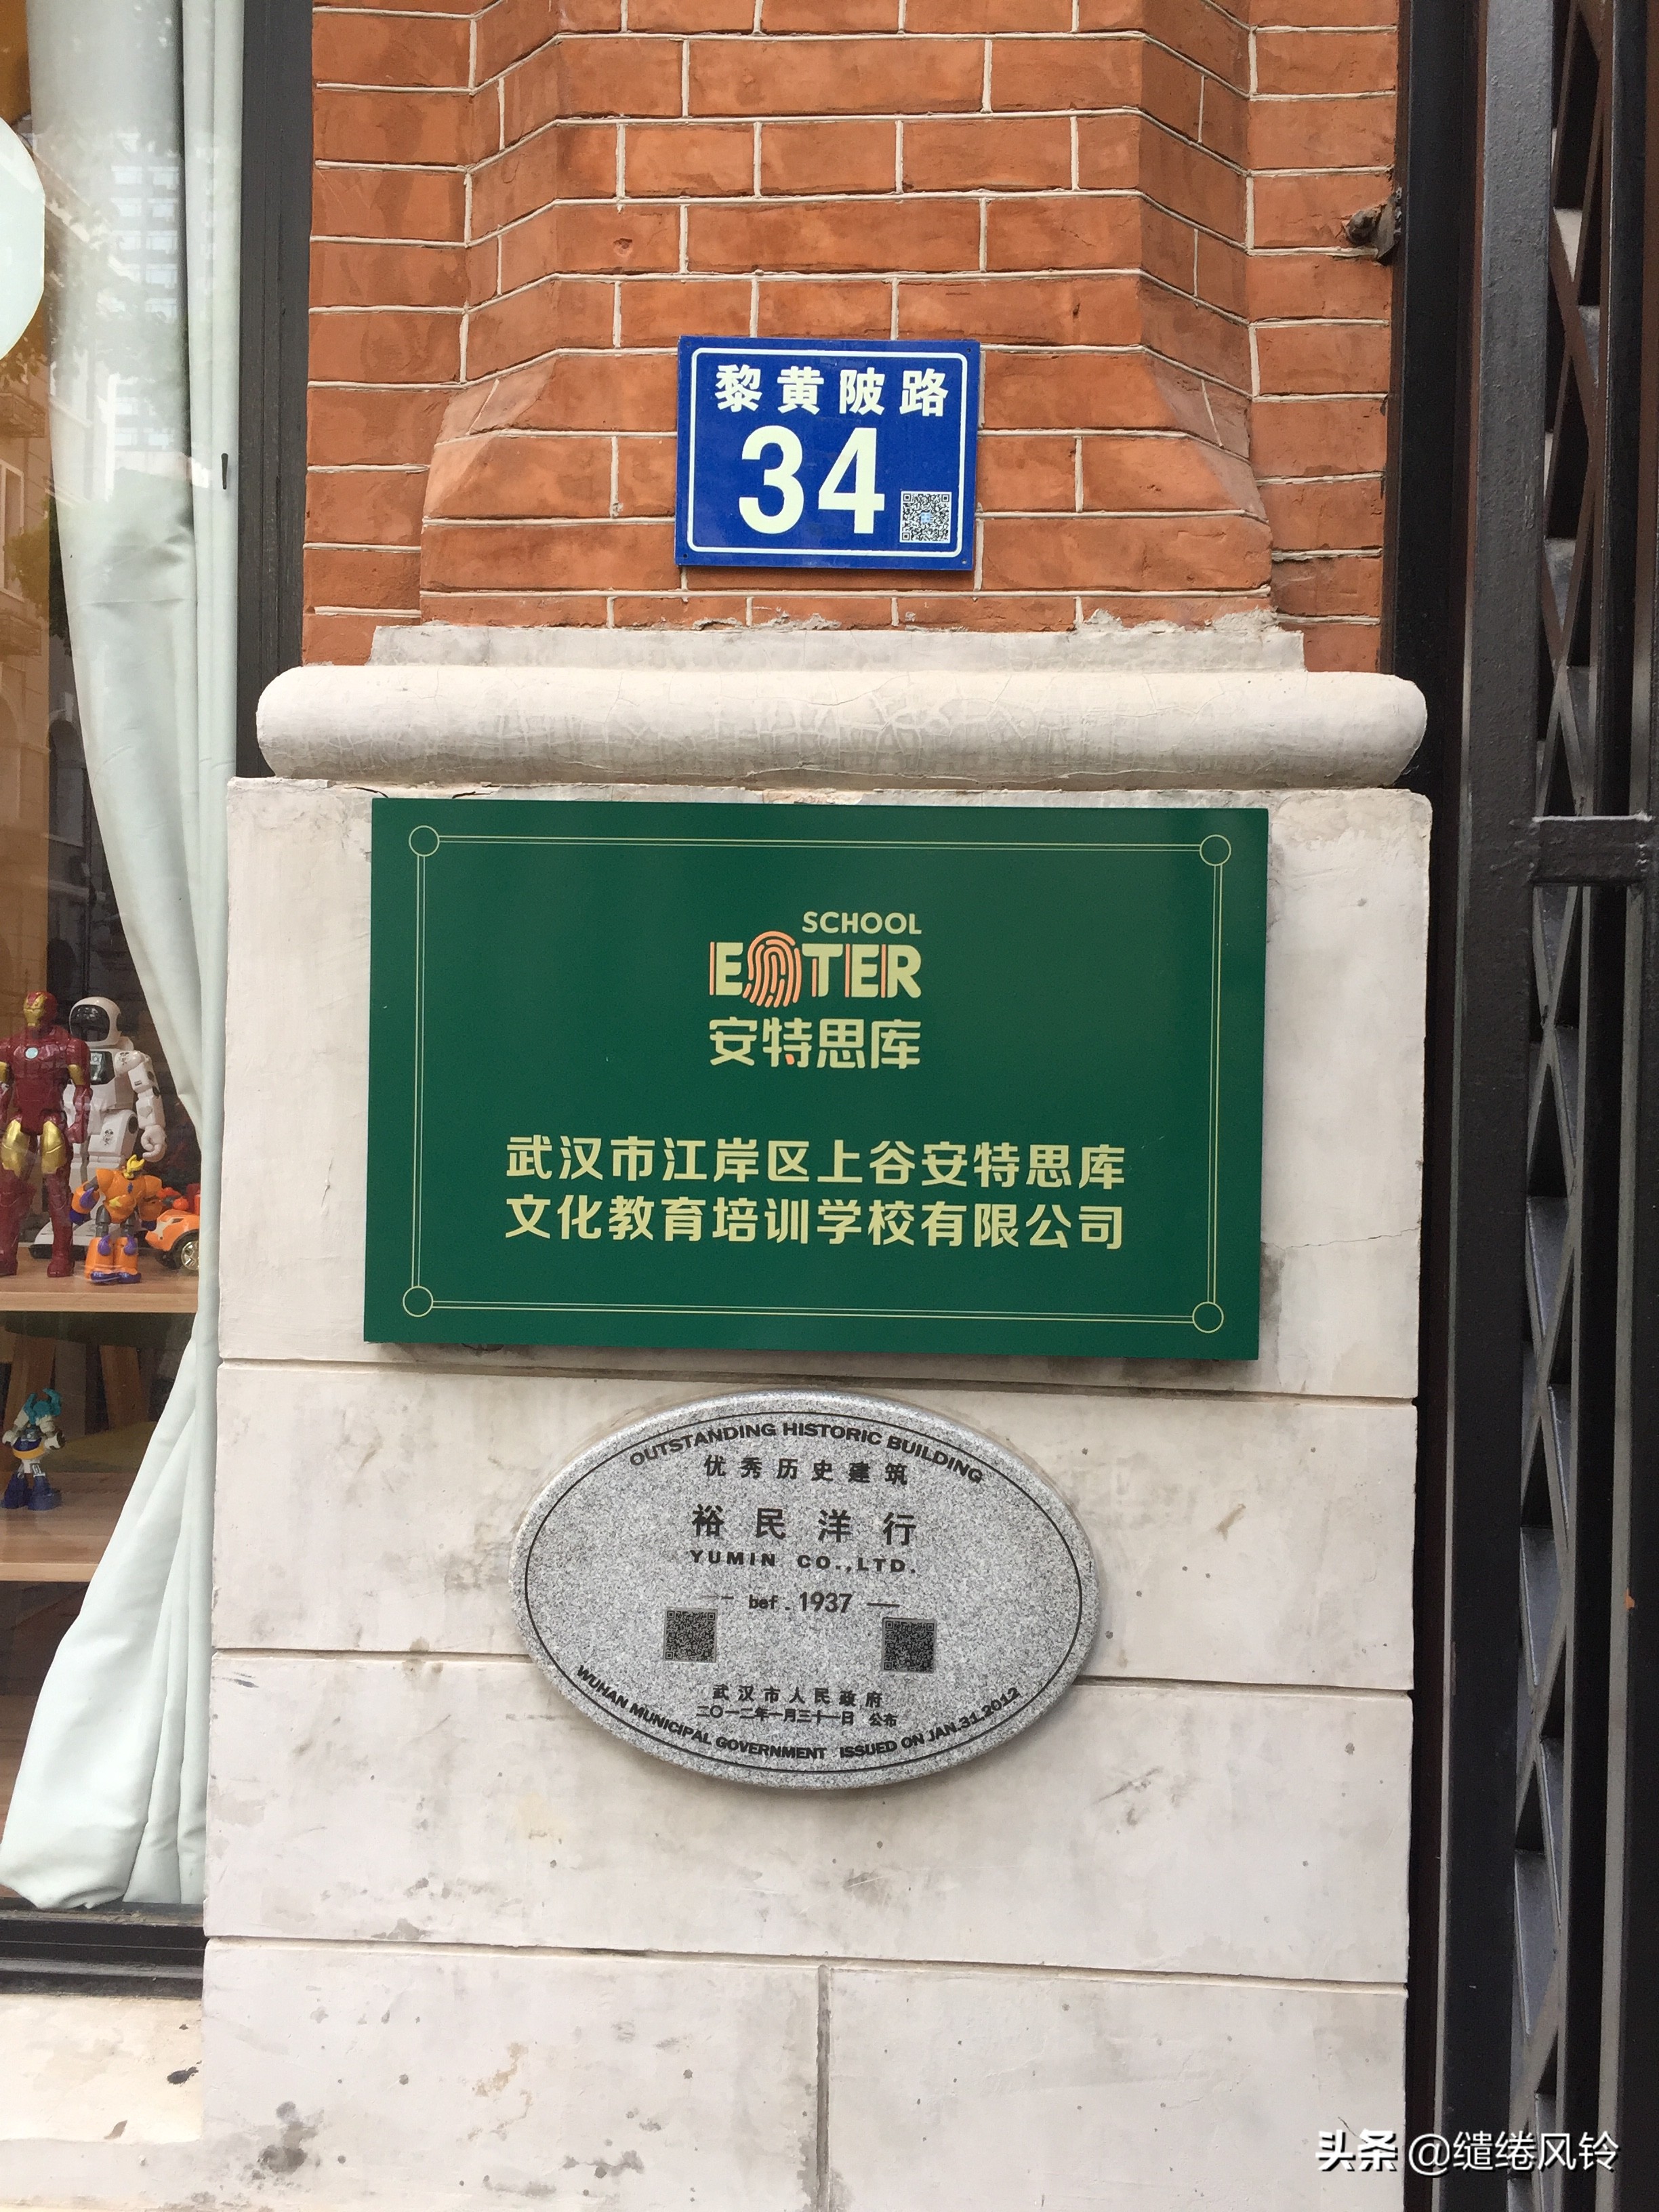 黎黄陂路
34
SCHOOL
ENTER
安特思库
武汉市江岸区上谷安特思库
文化教育培训学校有限公司
OUTSTANDING HISTORIC BUILDING
优秀历史建筑
裕民洋行
YUMIN CO.,LTD.
bef. 1937
武汉市人民政府
二〇一二年一月三十一日 公布
WUHAN MUNICIPAL GOVERNMENT ISSUED ON JAN.31.2012
头条 @缱绻风铃